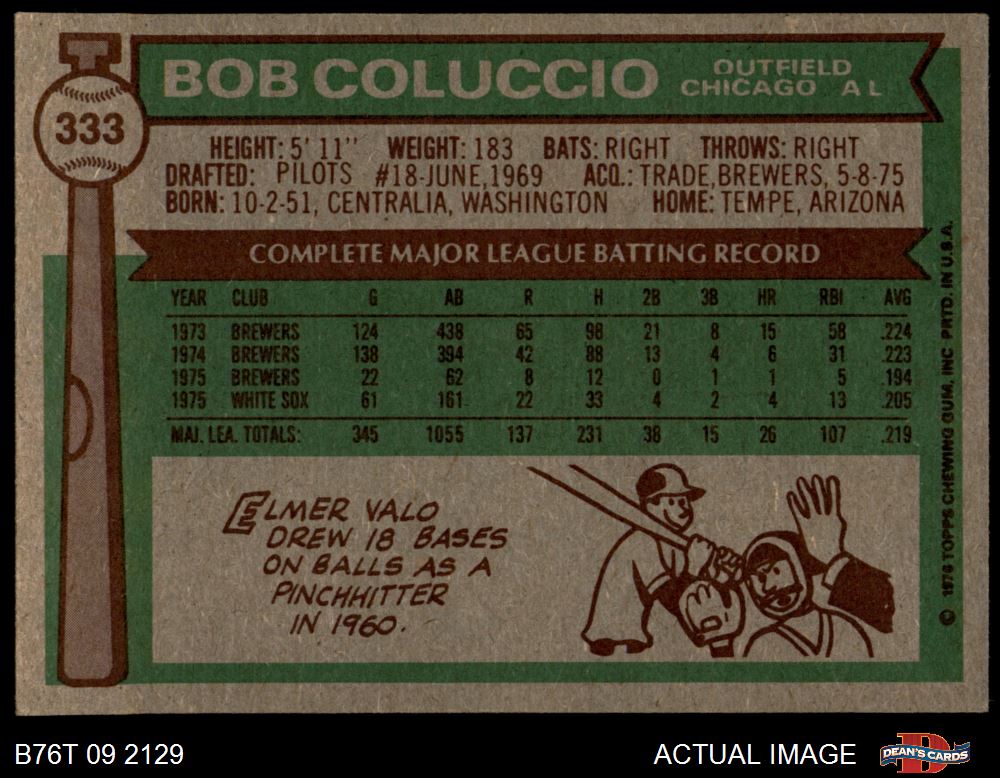 333
BOB COLUCCIO
OUTFIELD
CHICAGO A L
HEIGHT: 5' 11" WEIGHT: 183 BATS: RIGHT THROWS: RIGHT
DRAFTED: PILOTS #18-JUNE, 1969 ACQ.: TRADE, BREWERS, 5-8-75
BORN: 10-2-51, CENTRALIA, WASHINGTON HOME: TEMPE, ARIZONA
COMPLETE MAJOR LEAGUE BATTING RECORD
YEAR CLUB G AB R H 2B 3B HR RBI AVG
1973 BREWERS 124 438 65 98 21 8 15 58 .224
1974 BREWERS 138 394 42 88 13 4 6 31 .223
1975 BREWERS 22 62 8 12 0 1 1 5 .194
1975 WHITE SOX 61 161 22 33 4 2 4 13 .205
MAJ. LEA. TOTALS: 345 1055 137 231 38 15 26 107 .219
ELMER VALO
DREW 18 BASES
ON BALLS AS A
PINCHHITTER
IN 1960.
© 1976 TOPPS CHEWING GUM, INC PRTD. IN U.S.A.
B76T 09 2129
ACTUAL IMAGE
D
DEAN'S CARDS